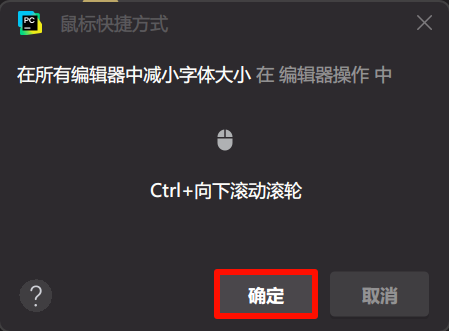 PC
鼠标快捷方式
在所有编辑器中减小字体大小 在 编辑器操作 中
Ctrl+向下滚动滚轮
?
确定
取消